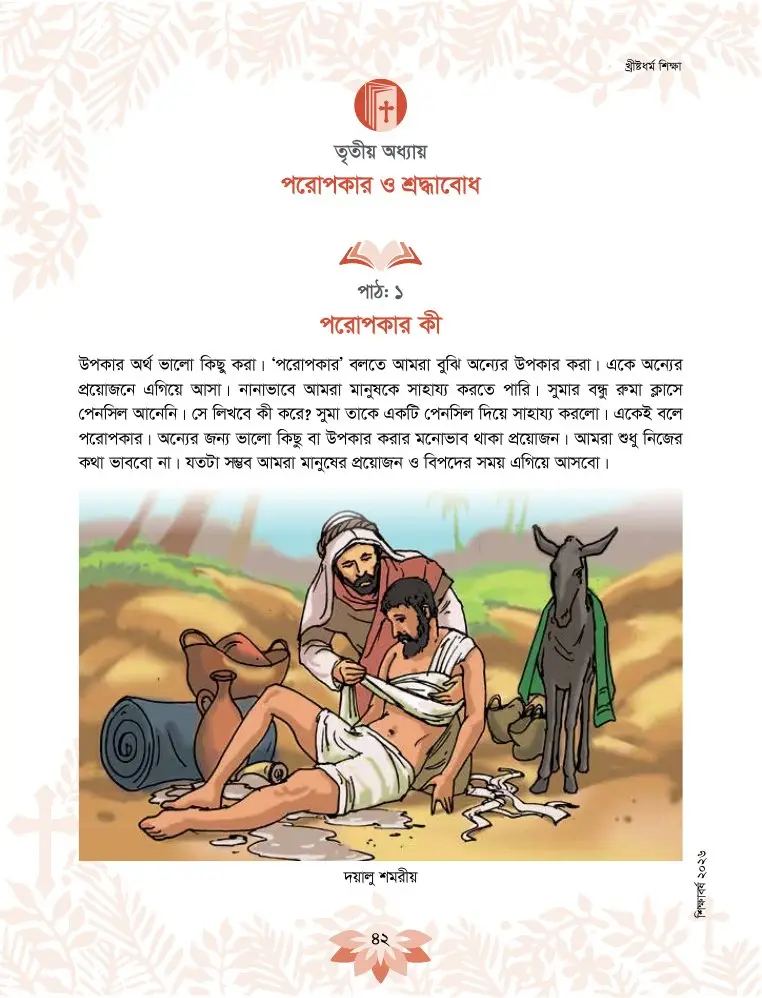 খ্রীষ্টধর্ম শিক্ষা
তৃতীয় অধ্যায়
পরোপকার ও শ্রদ্ধাবোধ
পাঠ: ১
পরোপকার কী
উপকার অর্থ ভালো কিছু করা। ‘পরোপকার’ বলতে আমরা বুঝি অন্যের উপকার করা। একে অন্যের
প্রয়োজনে এগিয়ে আসা। নানাভাবে আমরা মানুষকে সাহায্য করতে পারি। সুমার বন্ধু রুমা ক্লাসে
পেনসিল আনেনি। সে লিখবে কী করে? সুমা তাকে একটি পেনসিল দিয়ে সাহায্য করলো। একেই বলে
পরোপকার। অন্যের জন্য ভালো কিছু বা উপকার করার মনোভাব থাকা প্রয়োজন। আমরা শুধু নিজের
কথা ভাববো না। যতটা সম্ভব আমরা মানুষের প্রয়োজন ও বিপদের সময় এগিয়ে আসবো।
দয়ালু শমরীয়
শিক্ষাবর্ষ ২০২৬
৪২